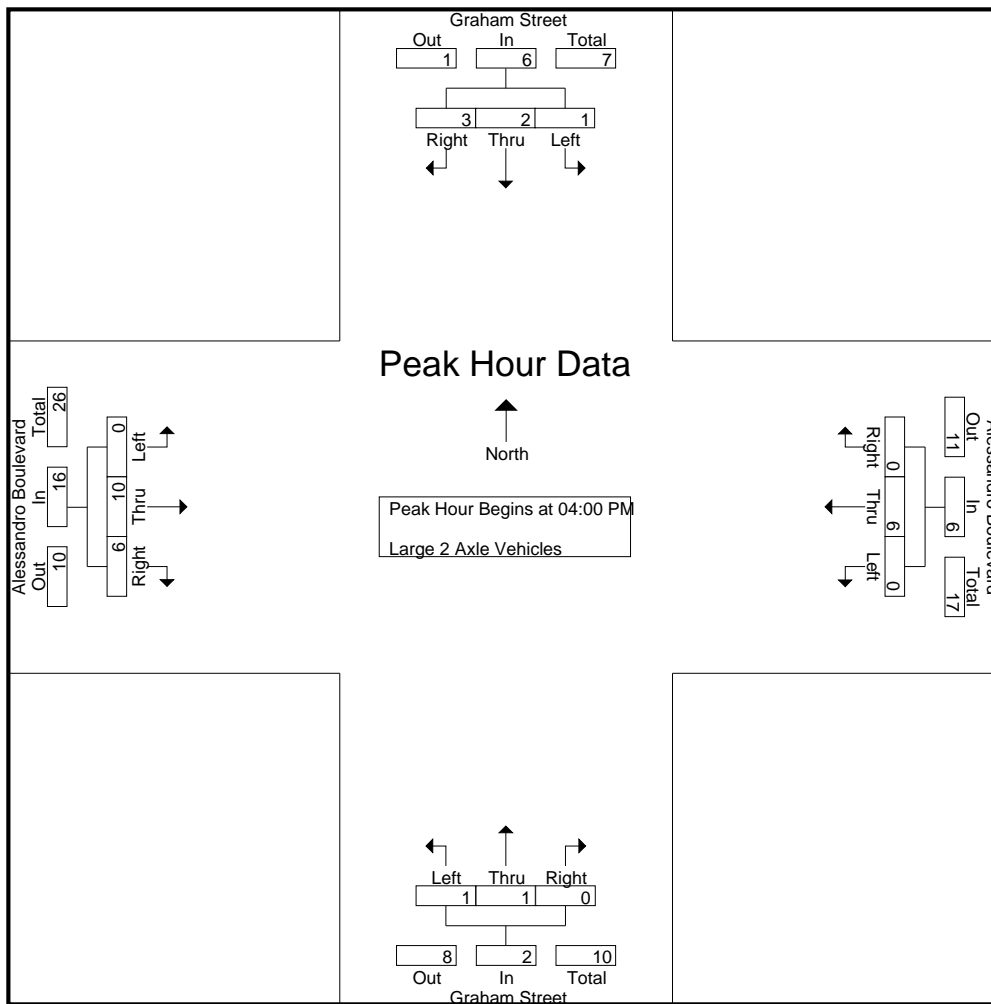 Graham Street
Out In Total
1 6 7
3 2 1
Right Thru Left
Peak Hour Data
North
Peak Hour Begins at 04:00 PM
Large 2 Axle Vehicles
Alessandro Boulevard
Total In Out
26 16 10
0 10 6
Left Thru Right
Alessandro Boulevard
Out In Total
11 6 17
0 6 0
Right Thru Left
Left Thru Right
1 1 0
8 2 10
Out In Total
Graham Street